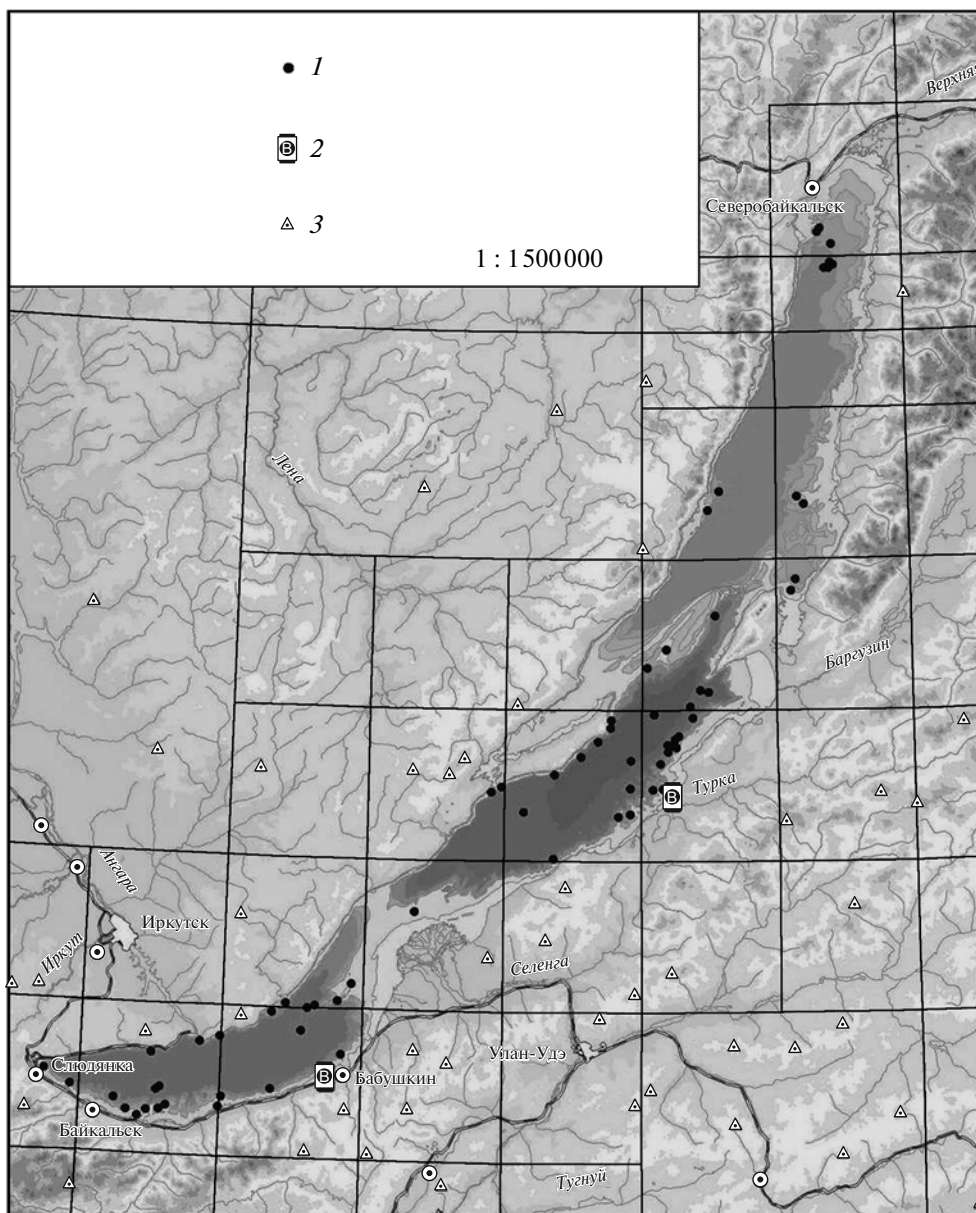 1
В 2
3
1 : 1500000
Верхняя
Северобайкальск
Лена
Баргузин
Турка
В
Ангара
Иркутск
Иркут
Селенга
Улан-Удэ
Слюдянка
В
Бабушкин
Байкальск
Тугнуй